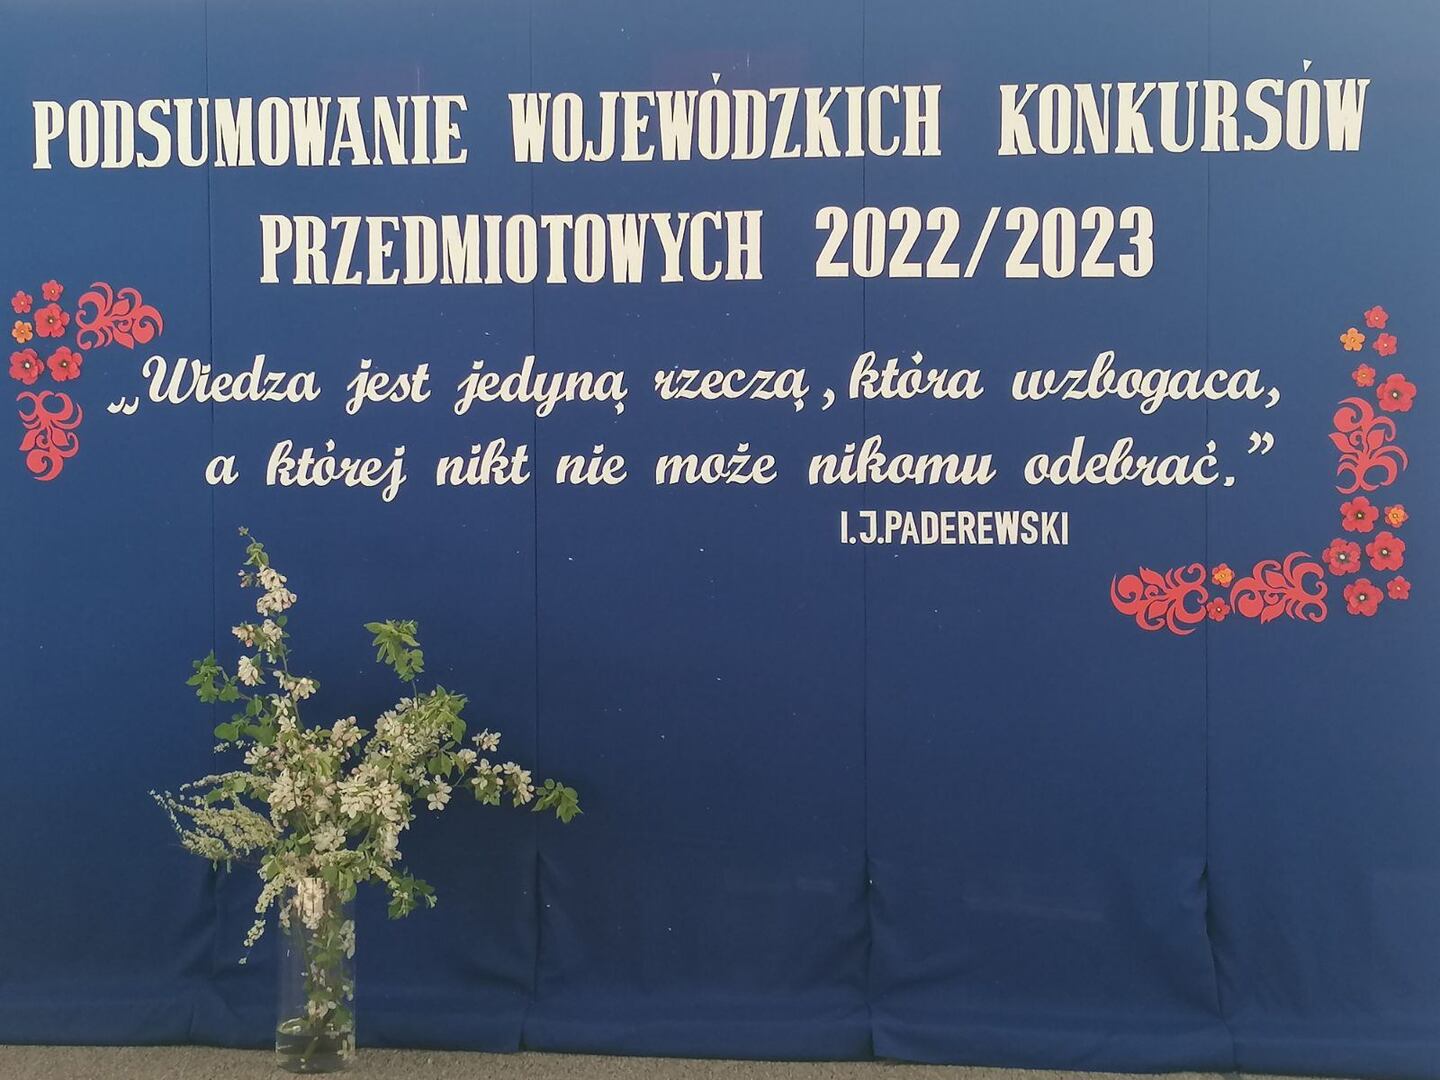 PODSUMOWANIE WOJEWÓDZKICH KONKURSÓW
PRZEDMIOTOWYCH 2022/2023
„Wiedza jest jedyną rzeczą, która wzbogaca,
a której nikt nie może nikomu odebrać."
I.J.PADEREWSKI